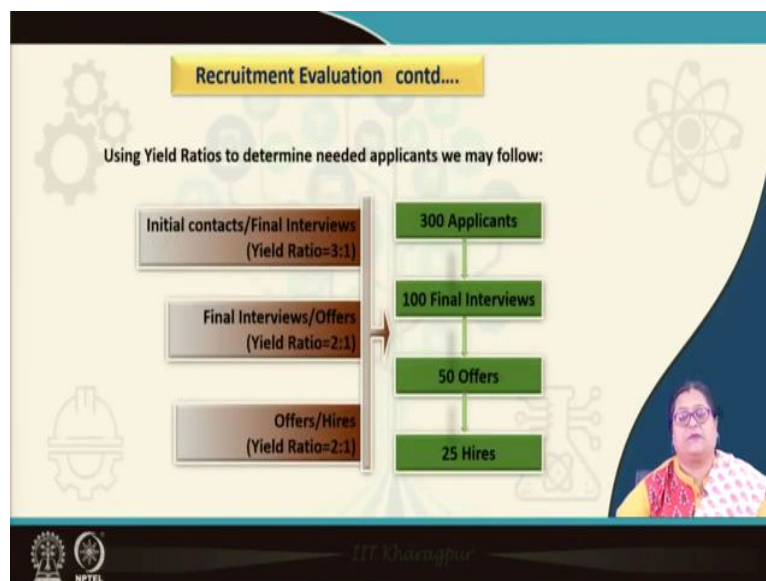 Recruitment Evaluation contd....
Using Yield Ratios to determine needed applicants we may follow:
Initial contacts/Final Interviews
(Yield Ratio=3:1)
Final Interviews/Offers
(Yield Ratio=2:1)
Offers/Hires
(Yield Ratio=2:1)
300 Applicants
100 Final Interviews
50 Offers
25 Hires
IIT Kharagpur
NPTEL